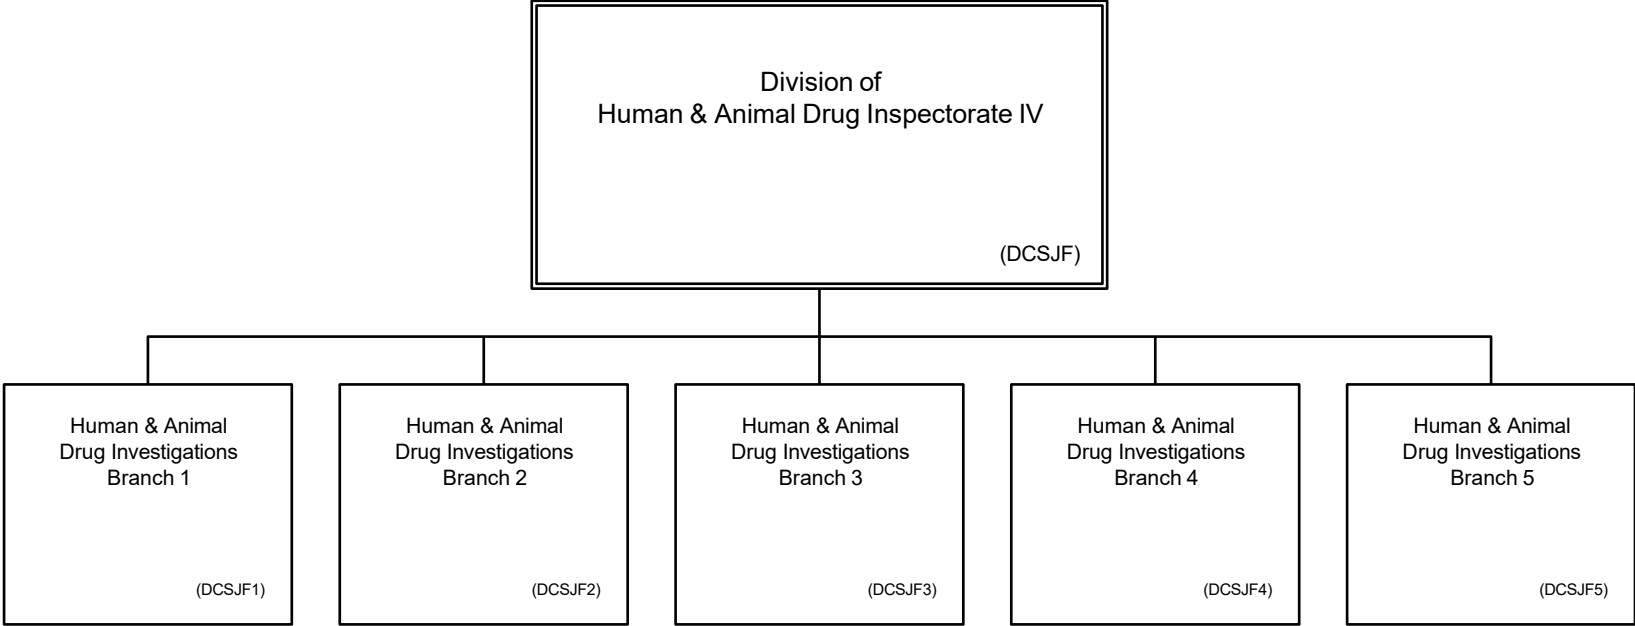 Division of
Human & Animal Drug Inspectorate IV
(DCSJF)
Human & Animal
Drug Investigations
Branch 1
(DCSJF1)
Human & Animal
Drug Investigations
Branch 2
(DCSJF2)
Human & Animal
Drug Investigations
Branch 3
(DCSJF3)
Human & Animal
Drug Investigations
Branch 4
(DCSJF4)
Human & Animal
Drug Investigations
Branch 5
(DCSJF5)